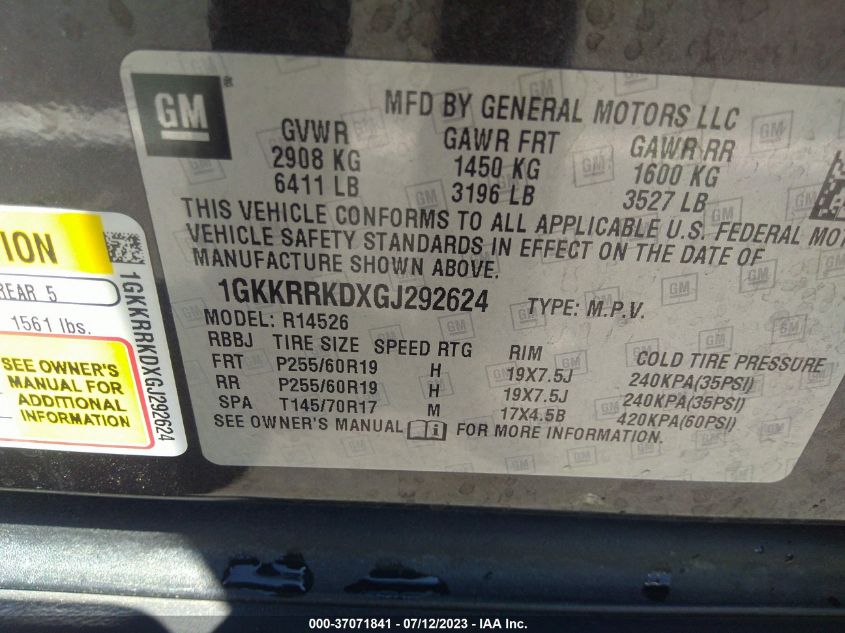 GM ®
MFD BY GENERAL MOTORS LLC
GVWR GAWR FRT GAWR RR
2908 KG 1450 KG 1600 KG
6411 LB 3196 LB 3527 LB
THIS VEHICLE CONFORMS TO ALL APPLICABLE U.S. FEDERAL MOT
VEHICLE SAFETY STANDARDS IN EFFECT ON THE DATE OF
MANUFACTURE SHOWN ABOVE.
1GKKRRKDXGJ292624 TYPE: M.P.V.
MODEL: R14526
RBBJ TIRE SIZE SPEED RTG RIM COLD TIRE PRESSURE
FRT P255/60R19 H 19X7.5J 240KPA(35PSI)
RR P255/60R19 H 19X7.5J 240KPA(35PSI)
SPA T145/70R17 M 17X4.5B 420KPA(60PSI)
SEE OWNER'S MANUAL FOR MORE INFORMATION.
TION
REAR 5
1561 lbs.
SEE OWNER'S
MANUAL FOR
ADDITIONAL
INFORMATION
1GKKRRKDXGJ292624
000-37071841 - 07/12/2023 - IAA Inc.